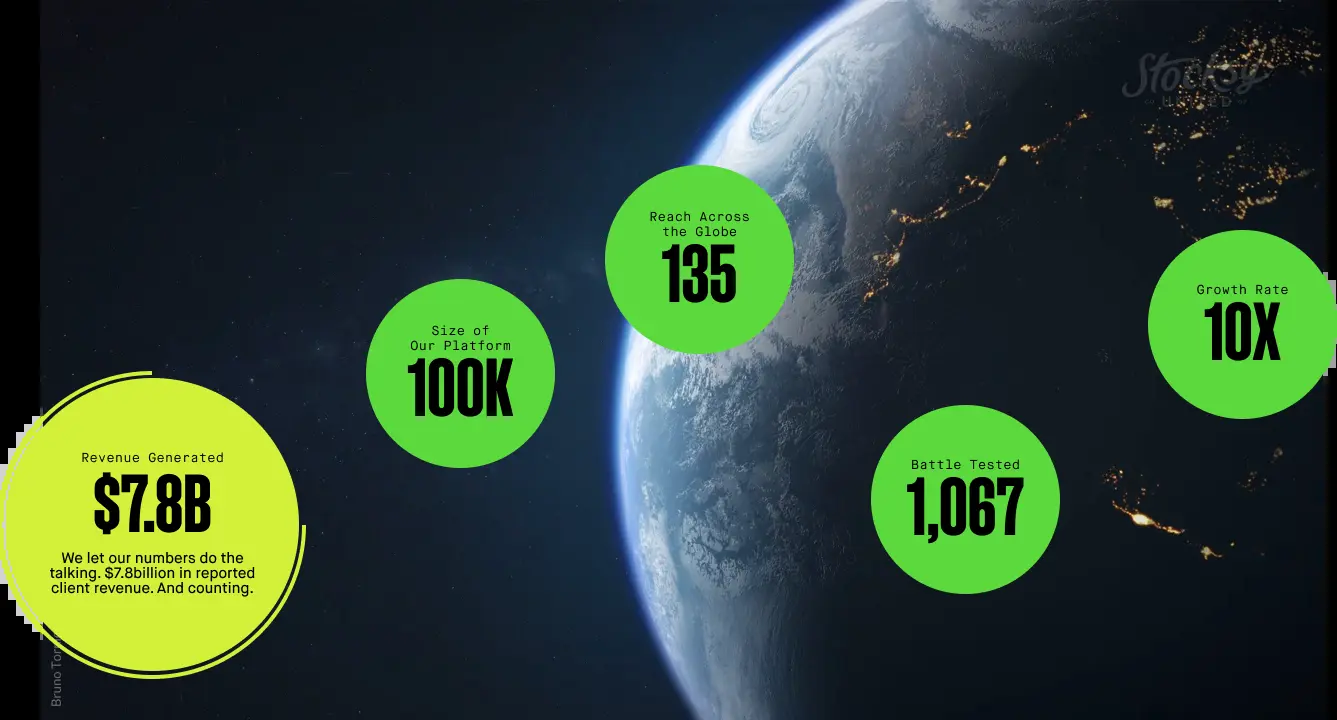 Stocksy
UNITED
Reach Across
the Globe
135
Growth Rate
10X
Size of
Our Platform
100K
Revenue Generated
$7.8B
We let our numbers do the
talking. $7.8billion in reported
client revenue. And counting.
Battle Tested
1,067
Bruno